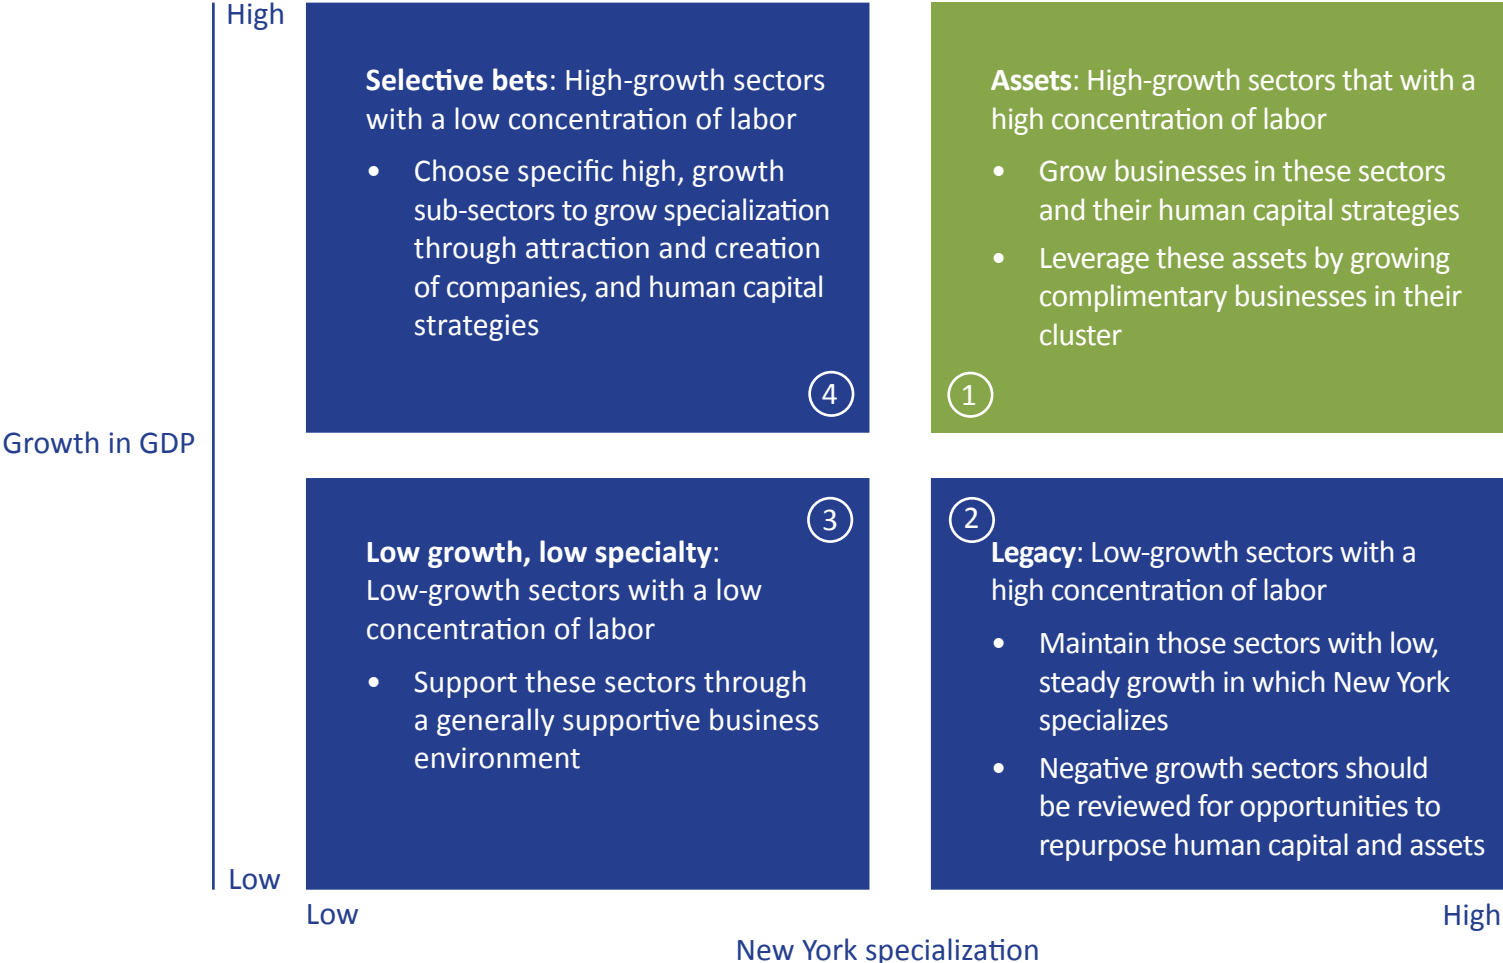 High
Selective bets: High-growth sectors
with a low concentration of labor
• Choose specific high, growth
sub-sectors to grow specialization
through attraction and creation
of companies, and human capital
strategies
4
Assets: High-growth sectors that with a
high concentration of labor
• Grow businesses in these sectors
and their human capital strategies
• Leverage these assets by growing
complimentary businesses in their
cluster
1
Growth in GDP
3
Low growth, low specialty:
Low-growth sectors with a low
concentration of labor
• Support these sectors through
a generally supportive business
environment
2
Legacy: Low-growth sectors with a
high concentration of labor
• Maintain those sectors with low,
steady growth in which New York
specializes
• Negative growth sectors should
be reviewed for opportunities to
repurpose human capital and assets
Low
Low
High
New York specialization